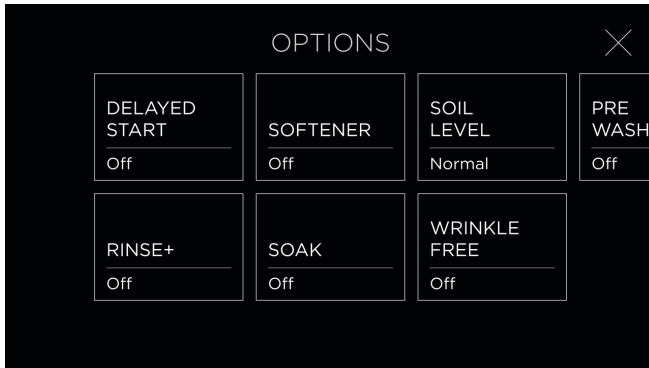 OPTIONS
DELAYED
START
Off
SOFTENER
Off
SOIL
LEVEL
Normal
PRE
WASH
Off
RINSE+
Off
SOAK
Off
WRINKLE
FREE
Off